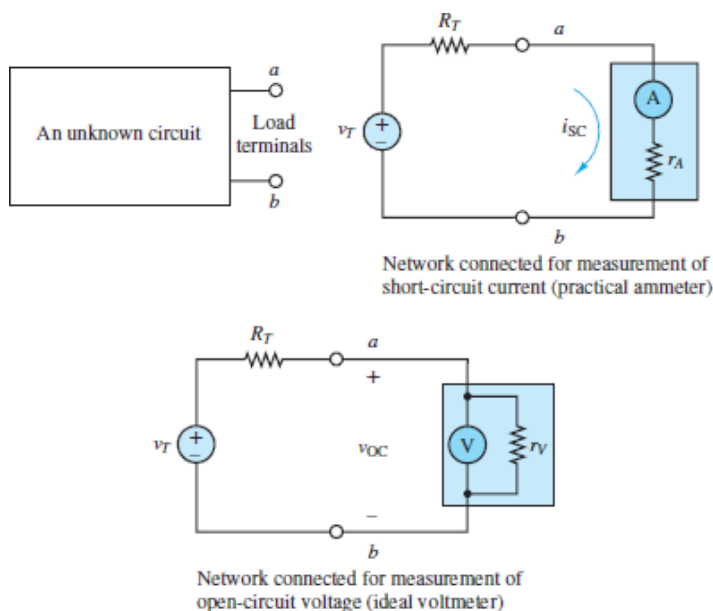 An unknown circuit
a
Load
terminals
b
R_T
a
v_T
+
−
i_SC
A
r_A
b
Network connected for measurement of
short-circuit current (practical ammeter)
R_T
a
+
v_T
+
−
v_OC
V
r_V
−
b
Network connected for measurement of
open-circuit voltage (ideal voltmeter)